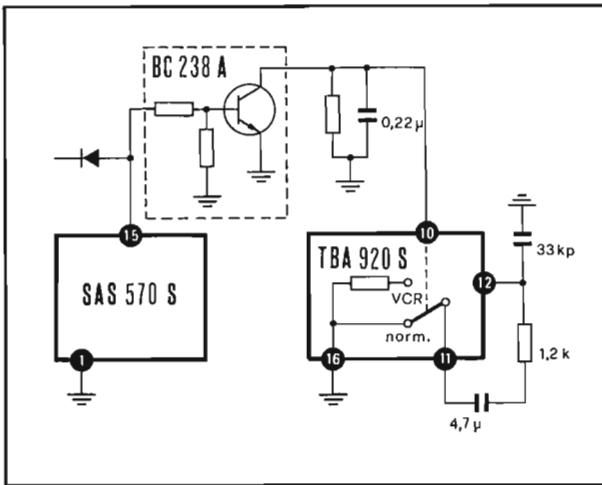 BC 238 A
0,22 µ
15
10
SAS 570 S
TBA 920 S
33 kp
12
VCR
norm.
1,2 k
1
16
11
4,7 µ